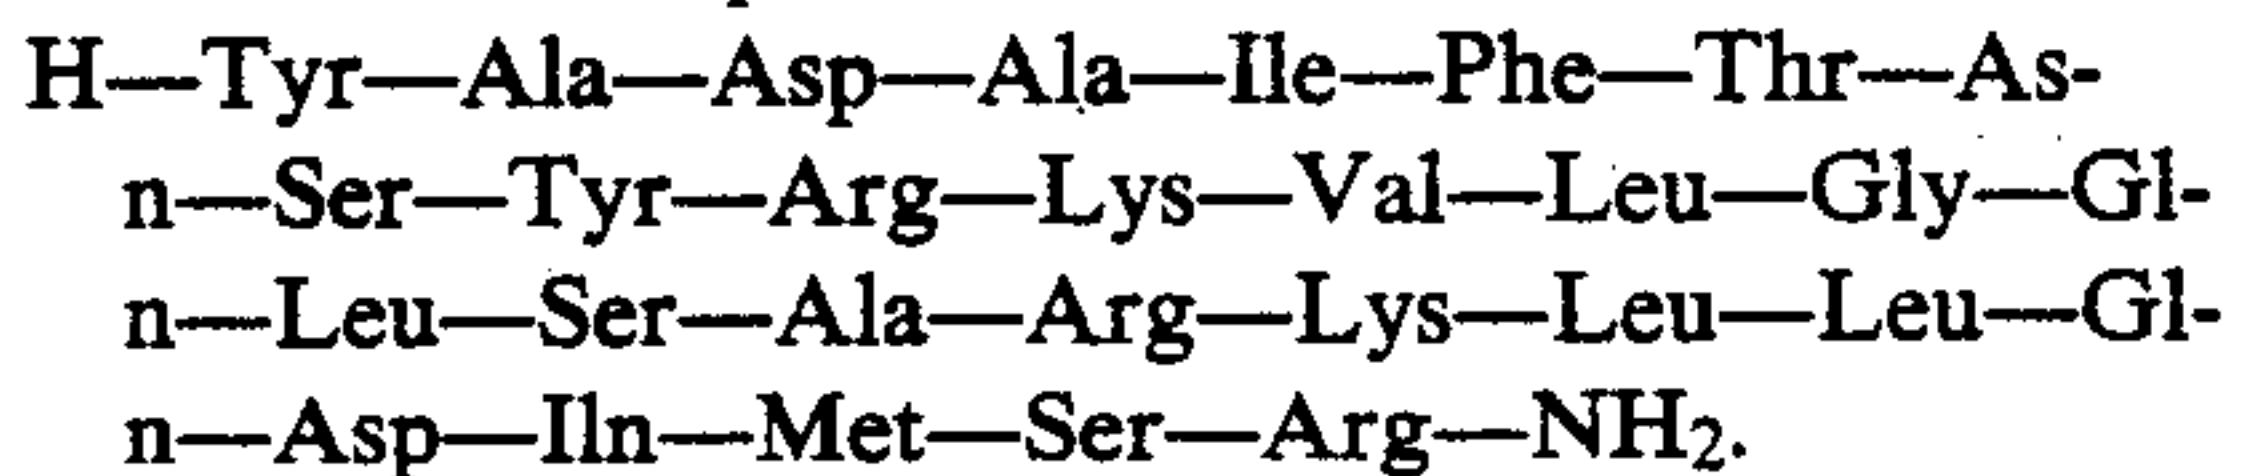 H—Tyr—Ala—Asp—Ala—Ile—Phe—Thr—As-
n—Ser—Tyr—Arg—Lys—Val—Leu—Gly—Gl-
n—Leu—Ser—Ala—Arg—Lys—Leu—Leu—Gl-
n—Asp—Iln—Met—Ser—Arg—NH₂.